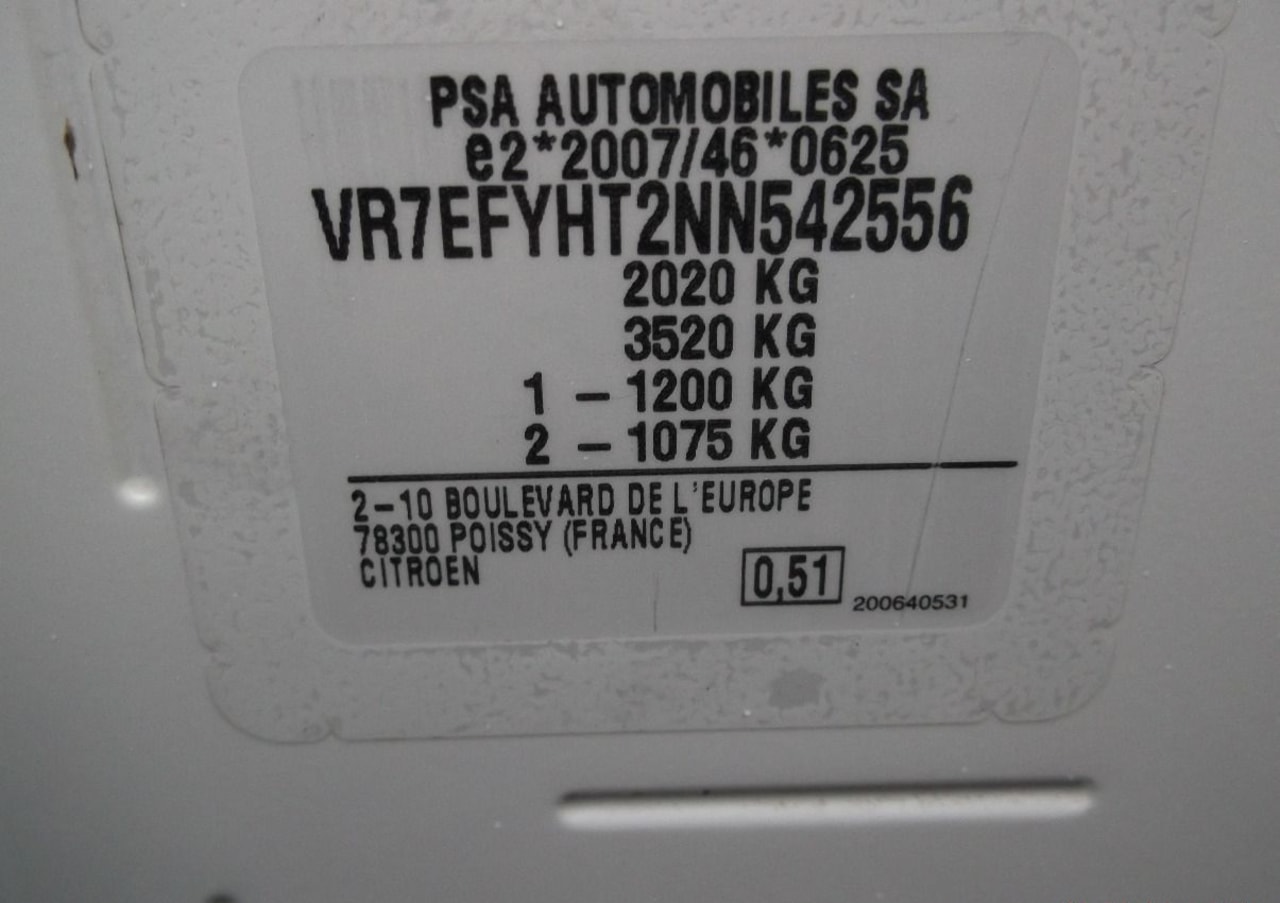 PSA AUTOMOBILES SA
e2*2007/46*0625
VR7EFYHT2NN542556
2020 KG
3520 KG
1 – 1200 KG
2 – 1075 KG
2–10 BOULEVARD DE L'EUROPE
78300 POISSY (FRANCE)
CITROEN
0,51
200640531